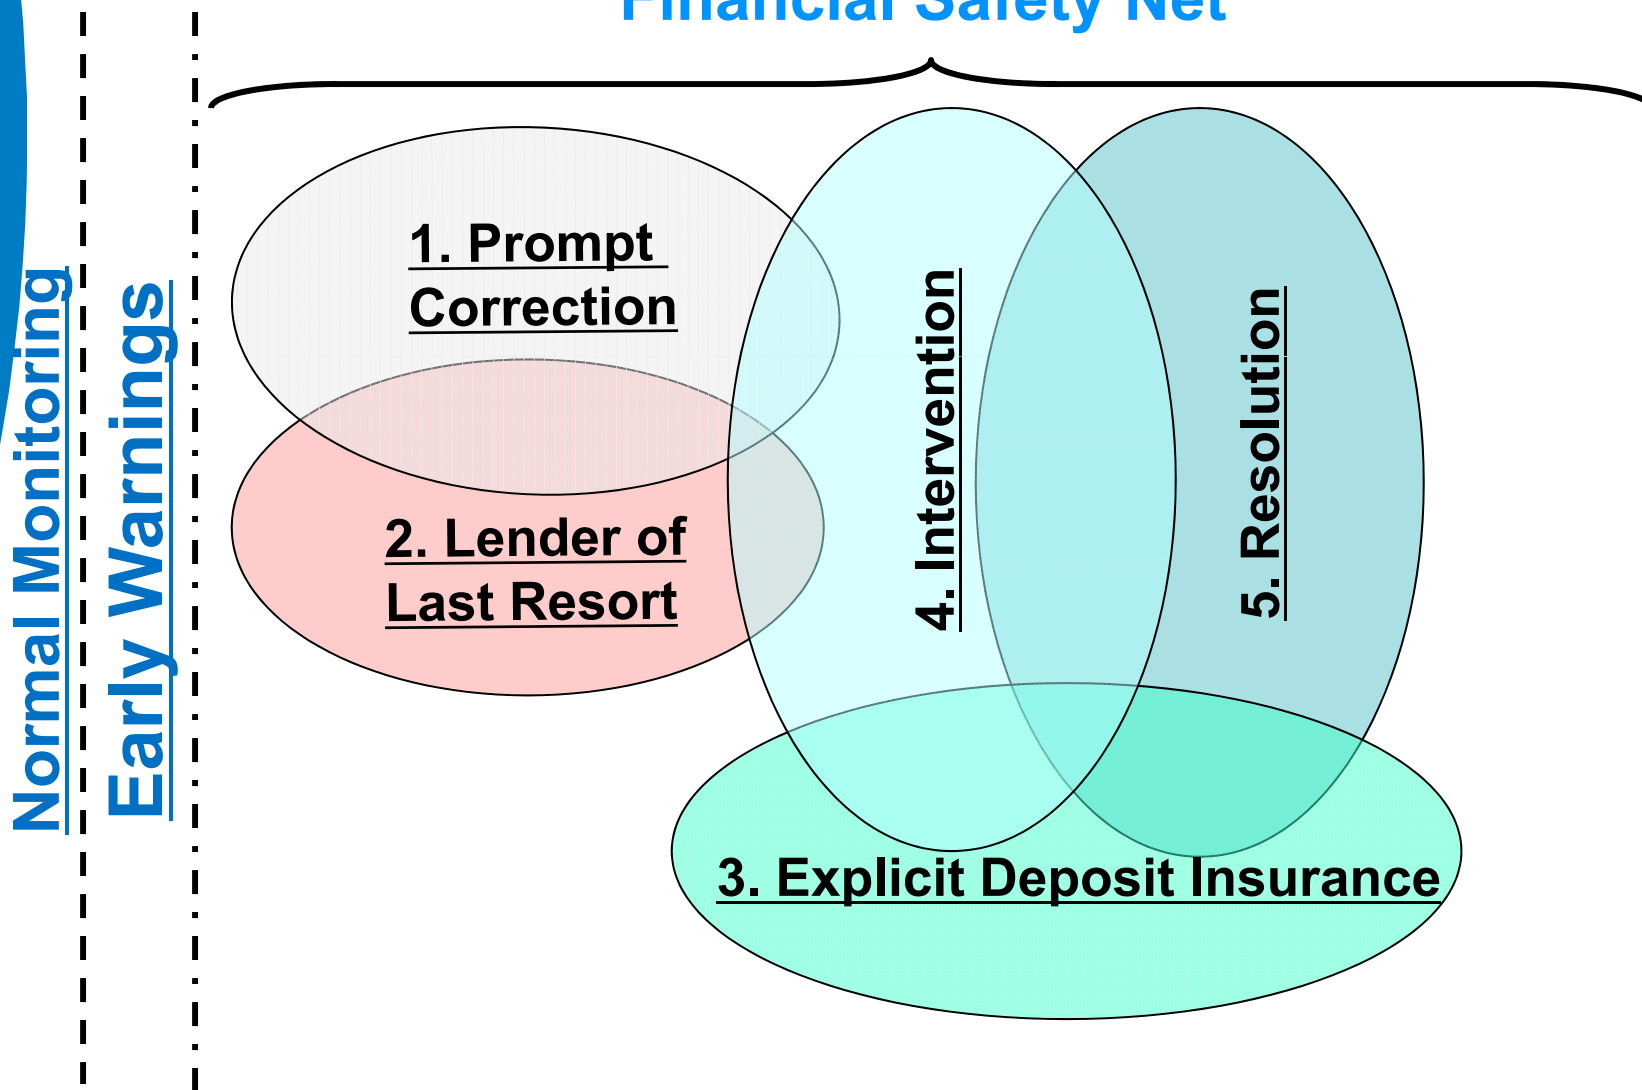 Financial Safety Net
Normal Monitoring
Early Warnings
1. Prompt
Correction
2. Lender of
Last Resort
4. Intervention
5. Resolution
3. Explicit Deposit Insurance